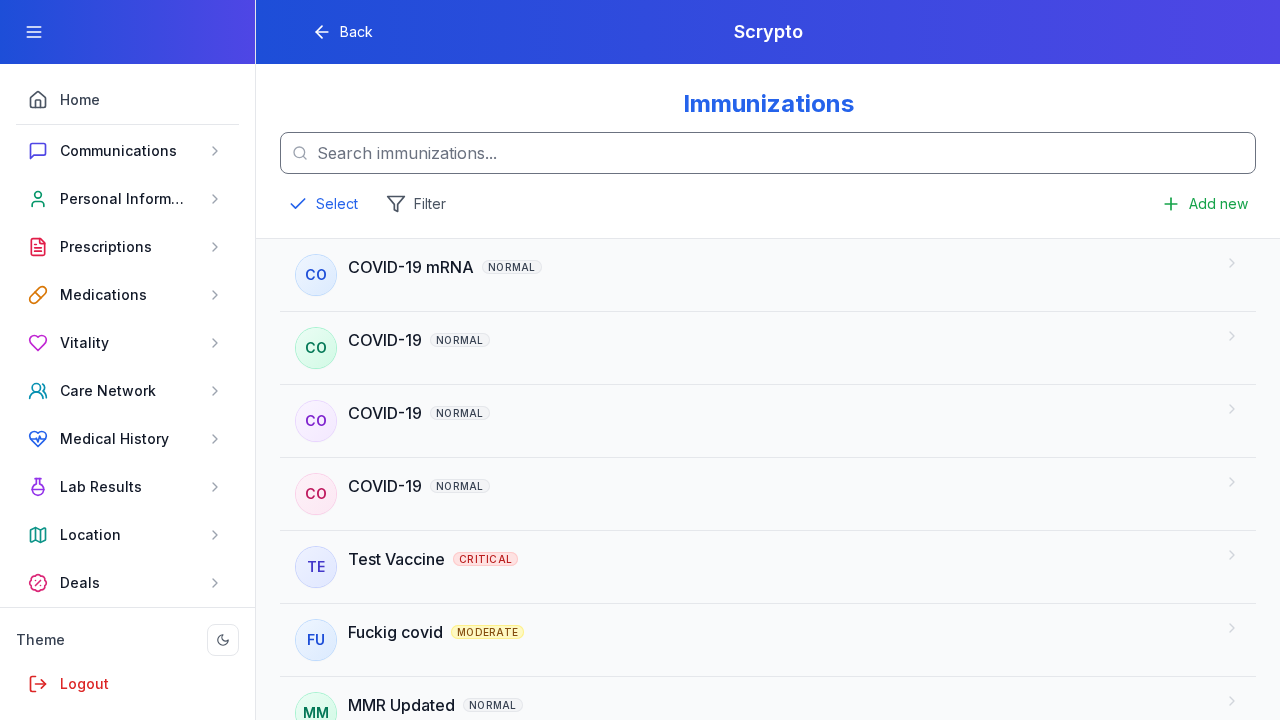 Back
Scrypto
Home
Communications
Personal Inform...
Prescriptions
Medications
Vitality
Care Network
Medical History
Lab Results
Location
Deals
Theme
Logout
Immunizations
Search immunizations...
Select
Filter
Add new
CO
COVID-19 mRNA NORMAL
CO
COVID-19 NORMAL
CO
COVID-19 NORMAL
CO
COVID-19 NORMAL
TE
Test Vaccine CRITICAL
FU
Fuckig covid MODERATE
MM
MMR Updated NORMAL